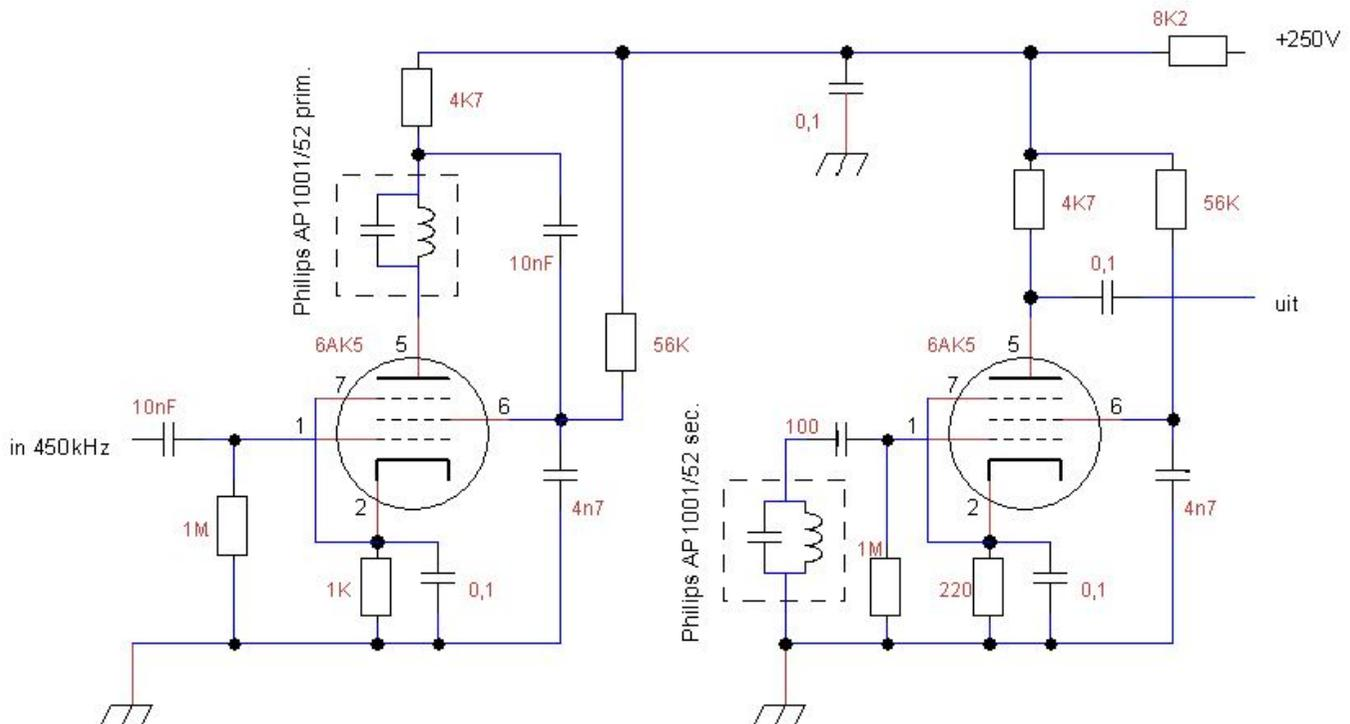 8K2
+250V
4K7
0,1
Philips AP1001/52 prim.
4K7
56K
10nF
0,1
uit
6AK5
5
56K
6AK5
5
7
7
10nF
6
6
1
1
in 450kHz
100
Philips AP1001/52 sec.
2
4n7
2
4n7
1M
1M
1K
0,1
220
0,1